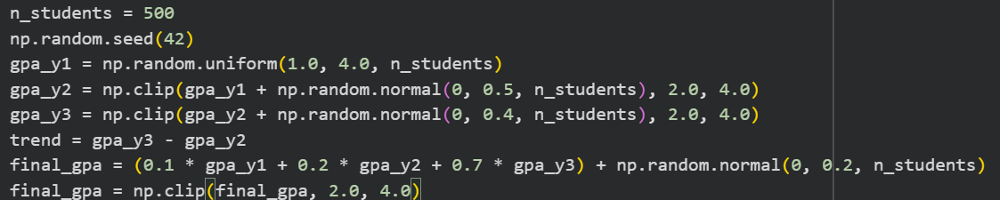 n_students = 500
np.random.seed(42)
gpa_y1 = np.random.uniform(1.0, 4.0, n_students)
gpa_y2 = np.clip(gpa_y1 + np.random.normal(0, 0.5, n_students), 2.0, 4.0)
gpa_y3 = np.clip(gpa_y2 + np.random.normal(0, 0.4, n_students), 2.0, 4.0)
trend = gpa_y3 - gpa_y2
final_gpa = (0.1 * gpa_y1 + 0.2 * gpa_y2 + 0.7 * gpa_y3) + np.random.normal(0, 0.2, n_students)
final_gpa = np.clip(final_gpa, 2.0, 4.0)